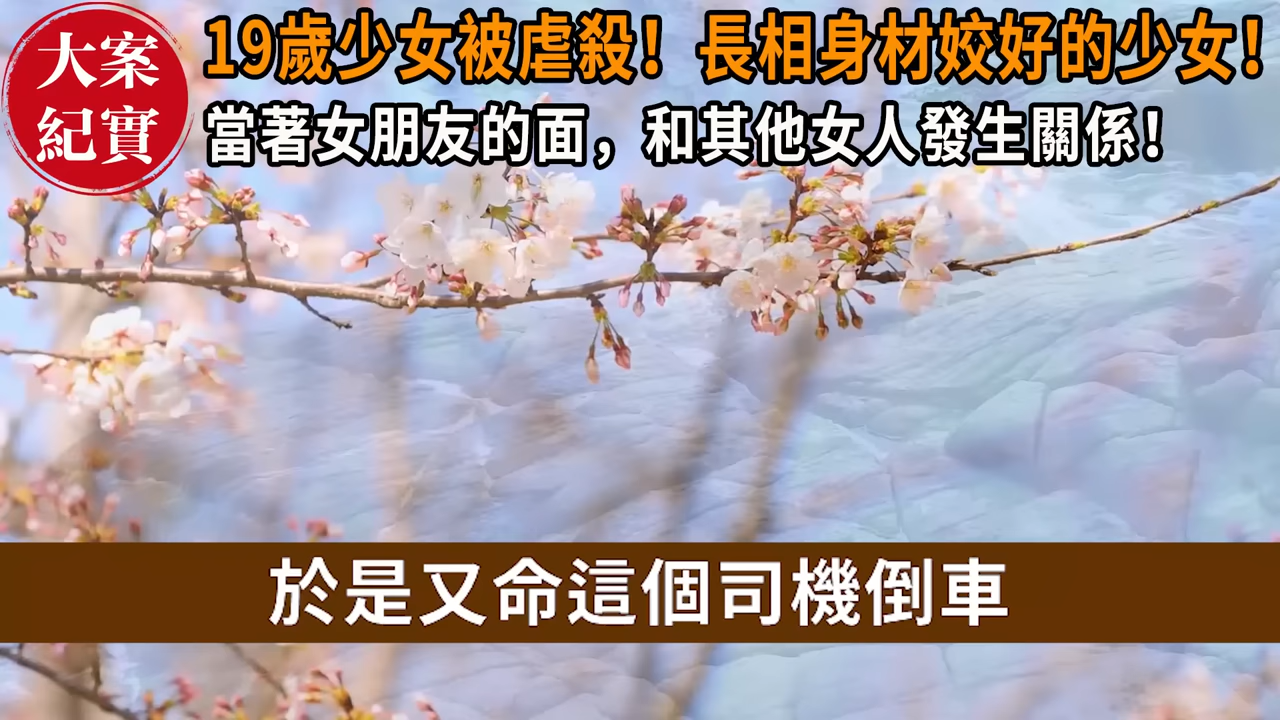 大案
紀實
19歲少女被虐殺！長相身材姣好的少女！
當著女朋友的面，和其他女人發生關係！
於是又命這個司機倒車